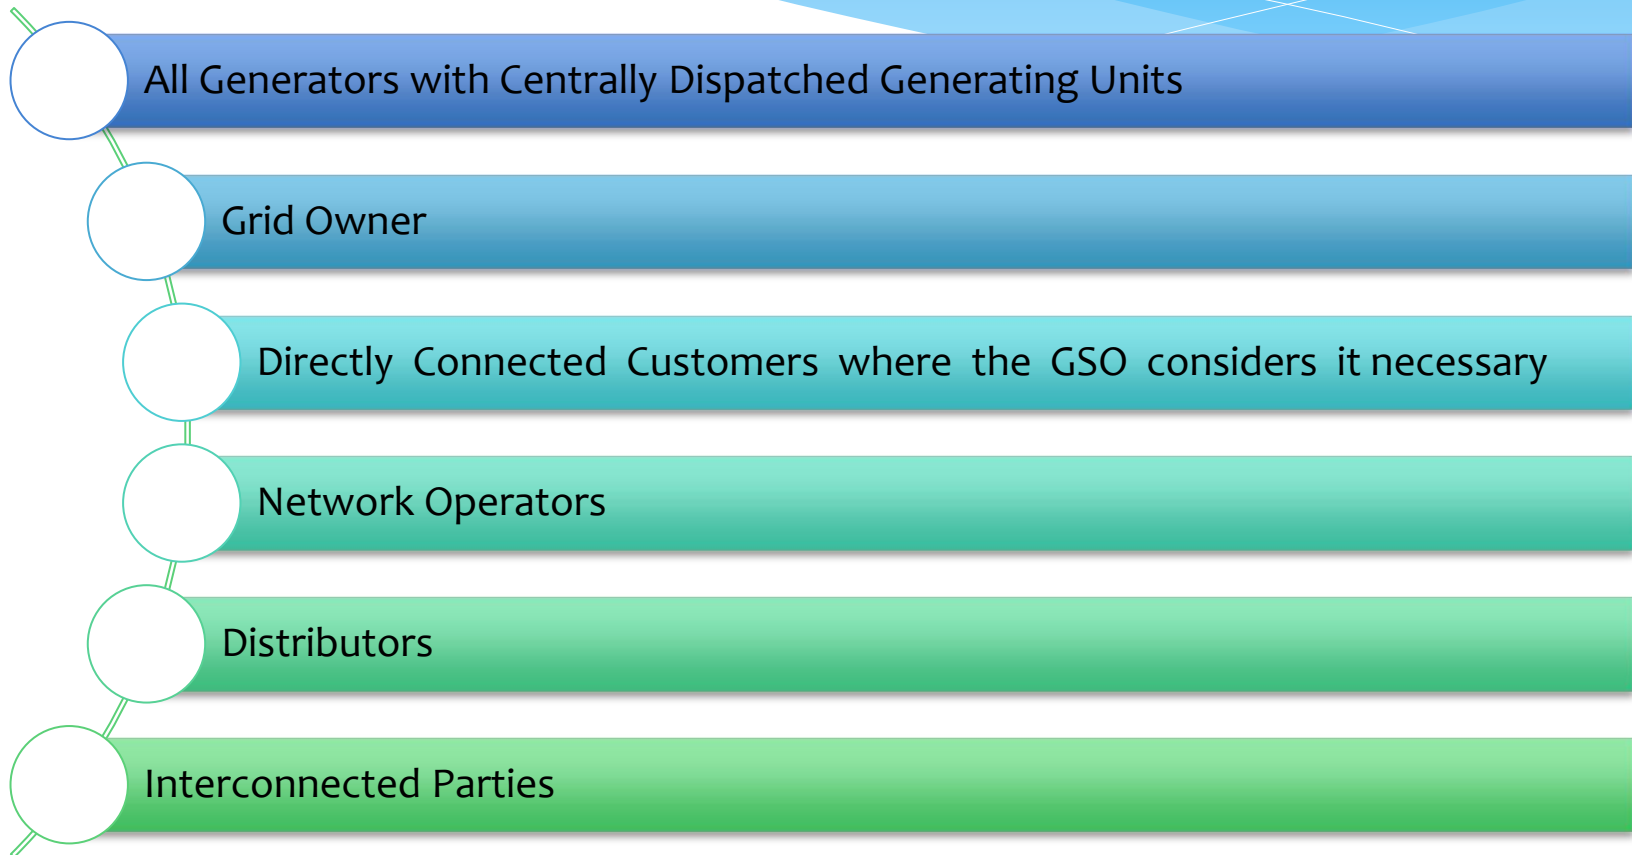 All Generators with Centrally Dispatched Generating Units
Grid Owner
Directly Connected Customers where the GSO considers it necessary
Network Operators
Distributors
Interconnected Parties